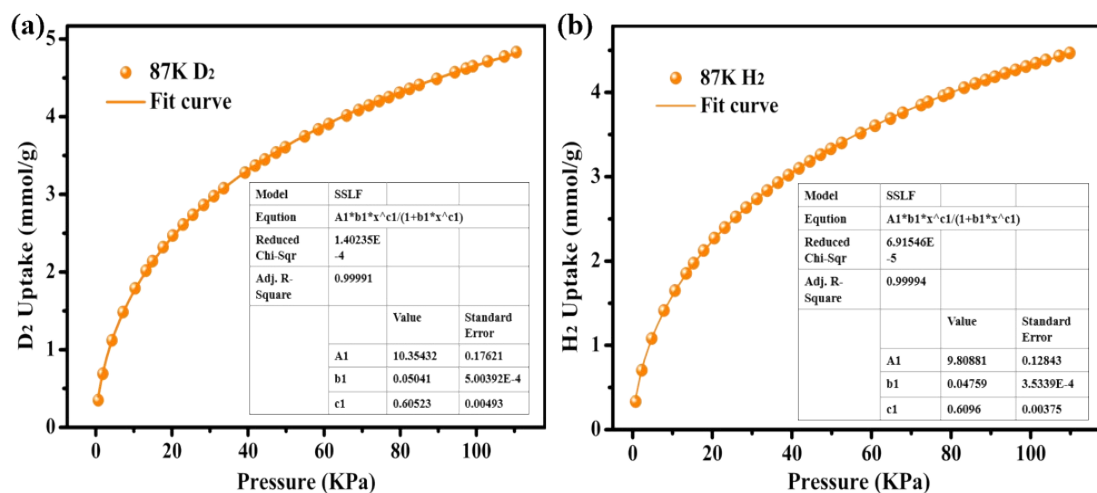 (a)
5
4
3
2
1
0
D2 Uptake (mmol/g)
87K D2
Fit curve
Model SSLF
Eqution A1*b1*x^c1/(1+b1*x^c1)
Reduced 1.40235E
Chi-Sqr -4
Adj. R- 0.99991
Square
Value Standard
Error
A1 10.35432 0.17621
b1 0.05041 5.00392E-4
c1 0.60523 0.00493
0 20 40 60 80 100
Pressure (KPa)
(b)
4
3
2
1
0
H2 Uptake (mmol/g)
87K H2
Fit curve
Model SSLF
Eqution A1*b1*x^c1/(1+b1*x^c1)
Reduced 6.91546E
Chi-Sqr -5
Adj. R- 0.99994
Square
Value Standard
Error
A1 9.80881 0.12843
b1 0.04759 3.5339E-4
c1 0.6096 0.00375
0 20 40 60 80 100
Pressure (KPa)